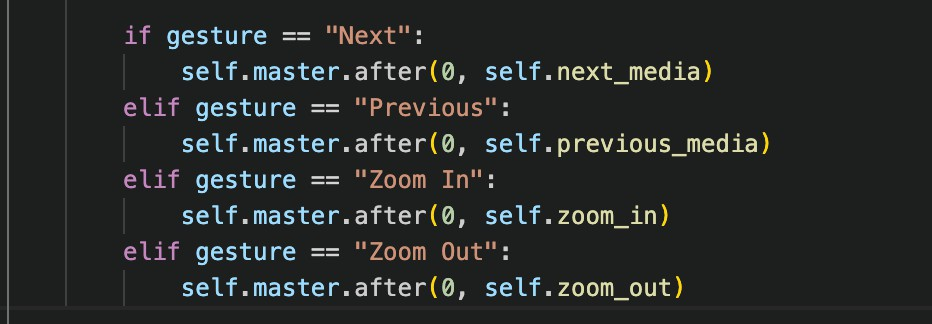 if gesture == "Next":
    self.master.after(0, self.next_media)
elif gesture == "Previous":
    self.master.after(0, self.previous_media)
elif gesture == "Zoom In":
    self.master.after(0, self.zoom_in)
elif gesture == "Zoom Out":
    self.master.after(0, self.zoom_out)